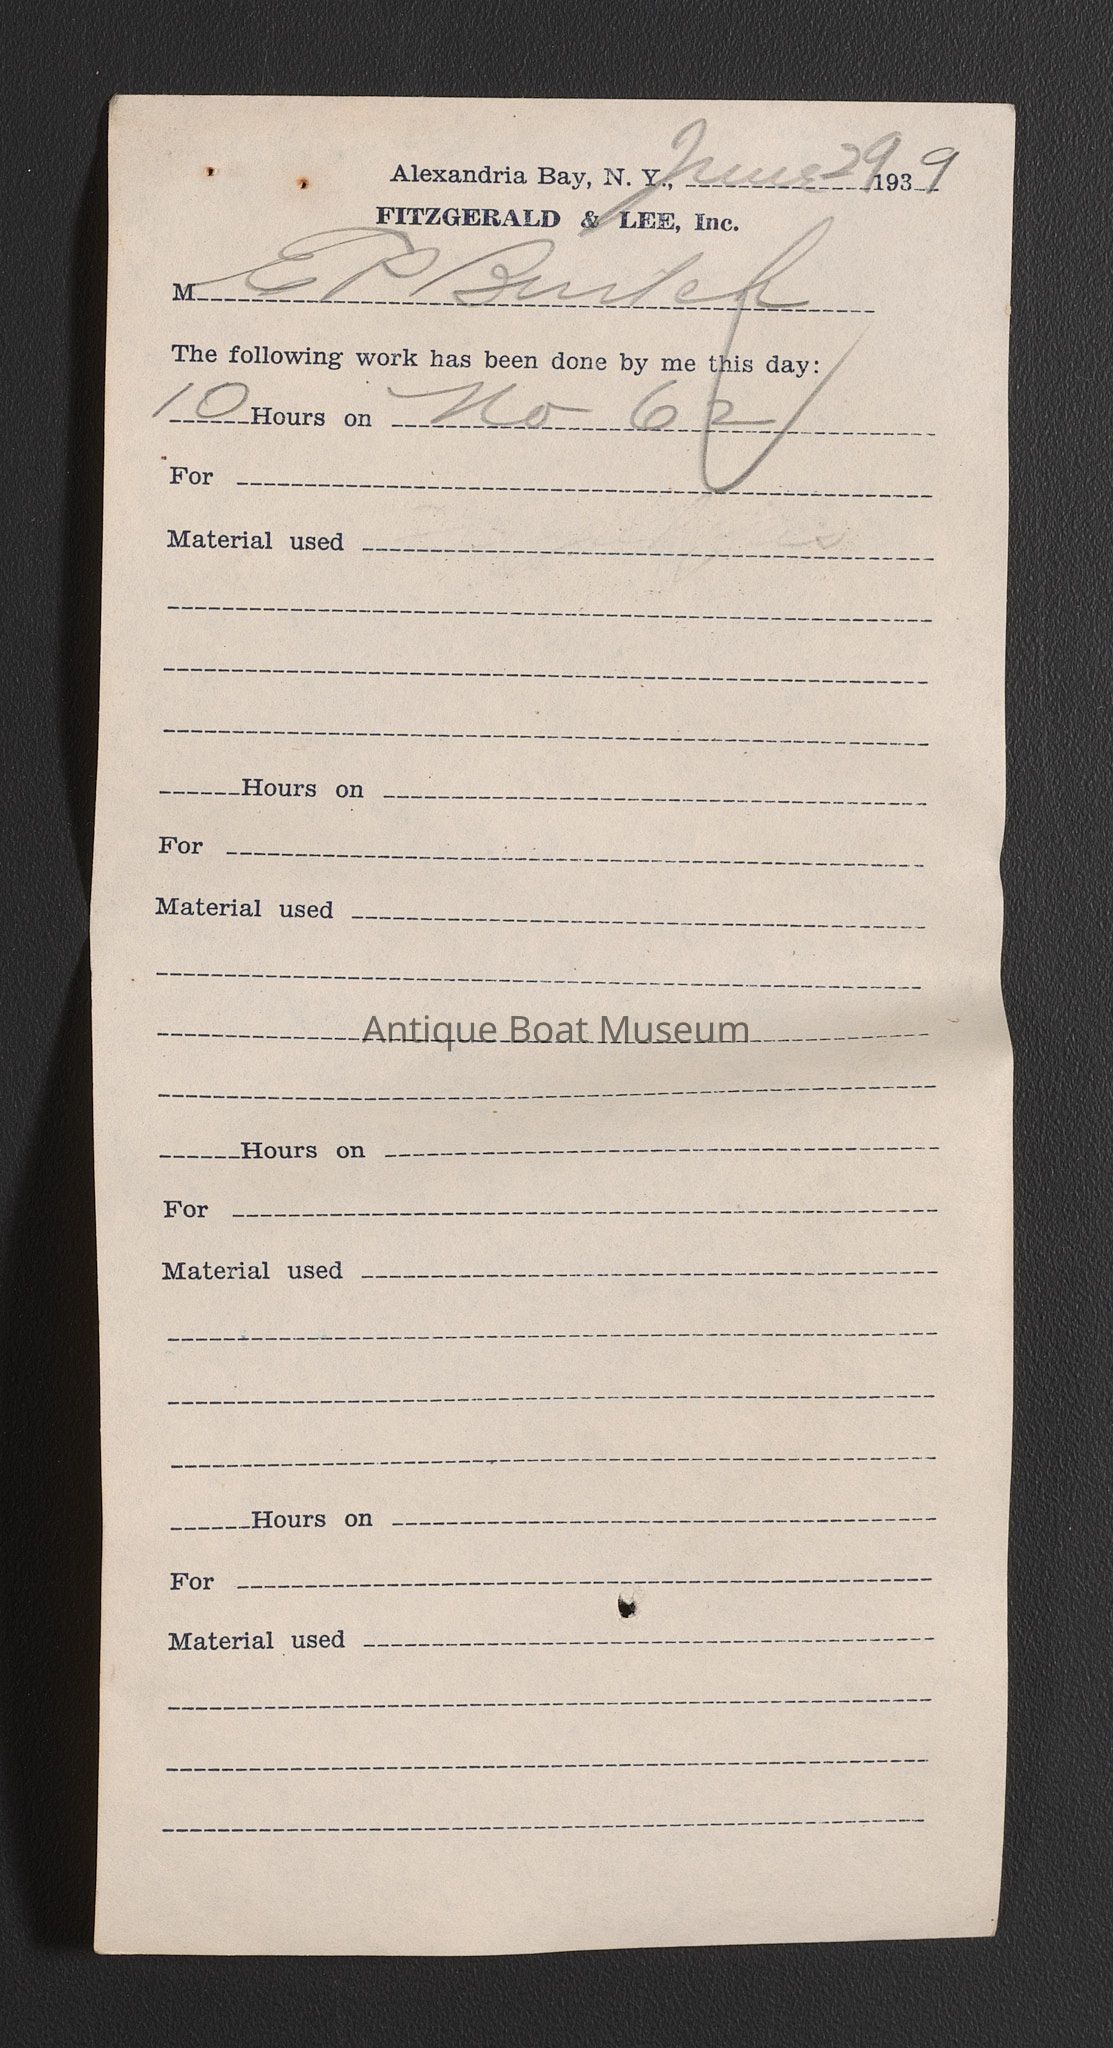 Alexandria Bay, N. Y., June 29 1939
FITZGERALD & LEE, Inc.
M E P Burtch
The following work has been done by me this day:
10 Hours on No 62
For
Material used
Hours on
For
Material used
Antique Boat Museum
Hours on
For
Material used
Hours on
For
Material used